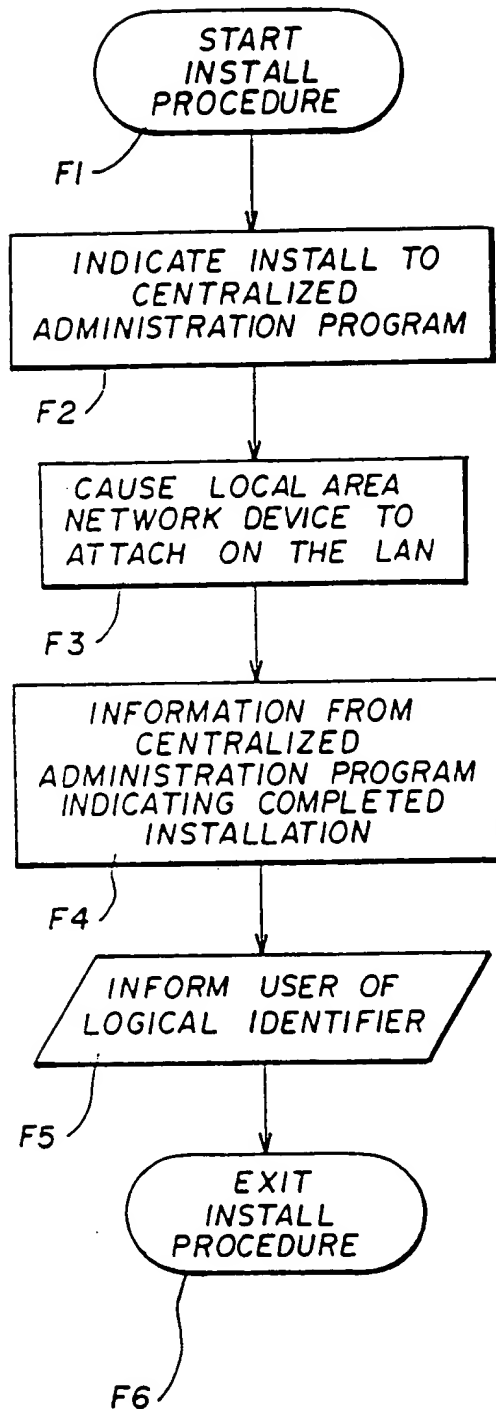 START
INSTALL
PROCEDURE
F1
INDICATE INSTALL TO
CENTRALIZED
ADMINISTRATION PROGRAM
F2
CAUSE LOCAL AREA
NETWORK DEVICE TO
ATTACH ON THE LAN
F3
INFORMATION FROM
CENTRALIZED
ADMINISTRATION PROGRAM
INDICATING COMPLETED
INSTALLATION
F4
INFORM USER OF
LOGICAL IDENTIFIER
F5
EXIT
INSTALL
PROCEDURE
F6